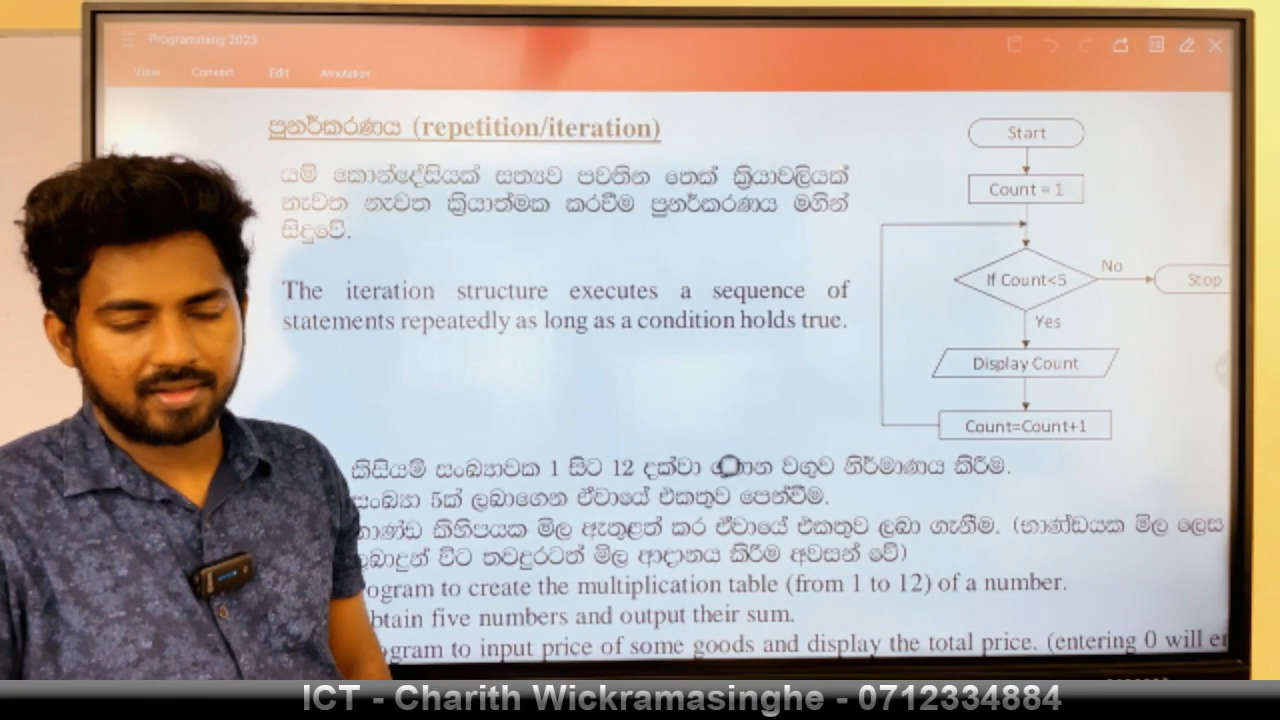 Programming 2023
View Convert Edit Annotation
පුනර්කරණය (repetition/iteration)
යම් කොන්දේසියක් සත්‍යව පවතින තෙක් ක්‍රියාවලියක්
නැවත නැවත ක්‍රියාත්මක කරවීම පුනර්කරණය මගින්
සිදුවේ.
The iteration structure executes a sequence of
statements repeatedly as long as a condition holds true.
Start
Count = 1
If Count<5
No
Stop
Yes
Display Count
Count=Count+1
කිසියම් සංඛ්‍යාවක 1 සිට 12 දක්වා වගුව නිර්මාණය කිරීම.
සංඛ්‍යා 5ක් ලබාගෙන ඒවායේ එකතුව පෙන්වීම.
කිහිපයක මිල ඇතුළත් කර ඒවායේ එකතුව ලබා ගැනීම. (භාණ්ඩයක මිල ලෙස
විට තවදුරටත් මිල ආදානය කිරීම අවසන් වේ)
ogram to create the multiplication table (from 1 to 12) of a number.
btain five numbers and output their sum.
ogram to input price of some goods and display the total price. (entering 0 will
ICT - Charith Wickramasinghe - 0712334884